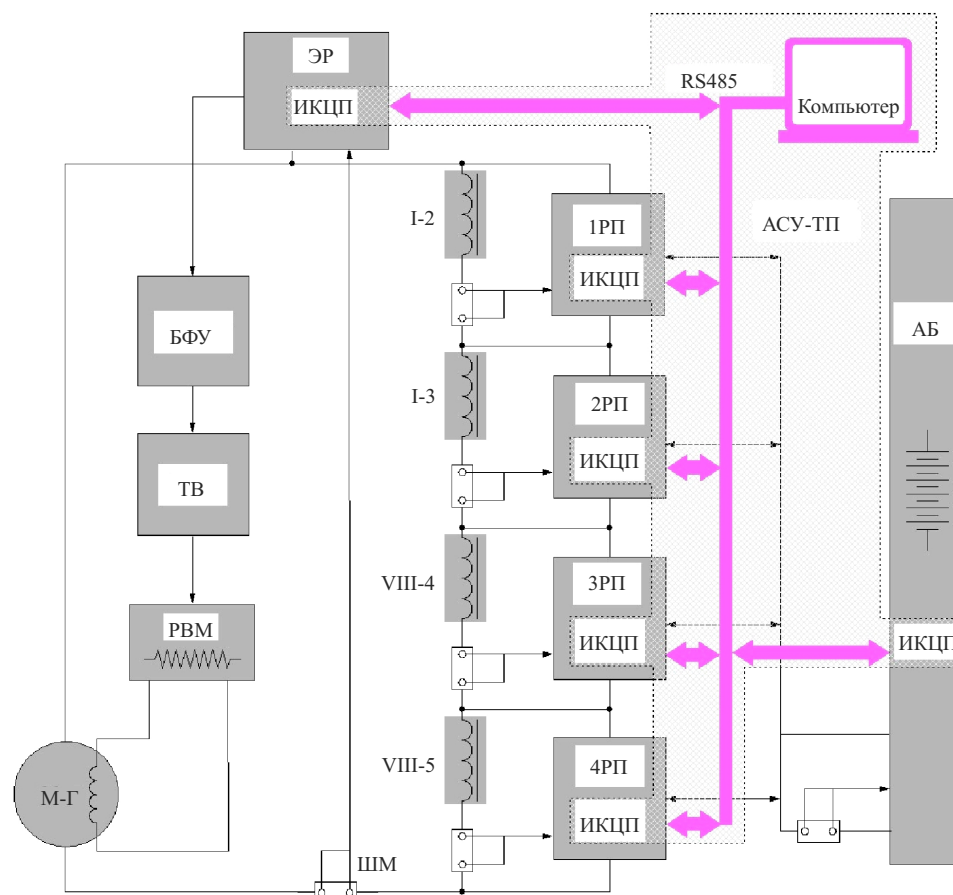 ЭР
RS485
ИКЦП
Компьютер
I-2
1РП
АСУ-ТП
ИКЦП
БФУ
АБ
I-3
2РП
ИКЦП
ТВ
VIII-4
3РП
РВМ
ИКЦП
ИКЦП
VIII-5
4РП
М-Г
ИКЦП
ШМ